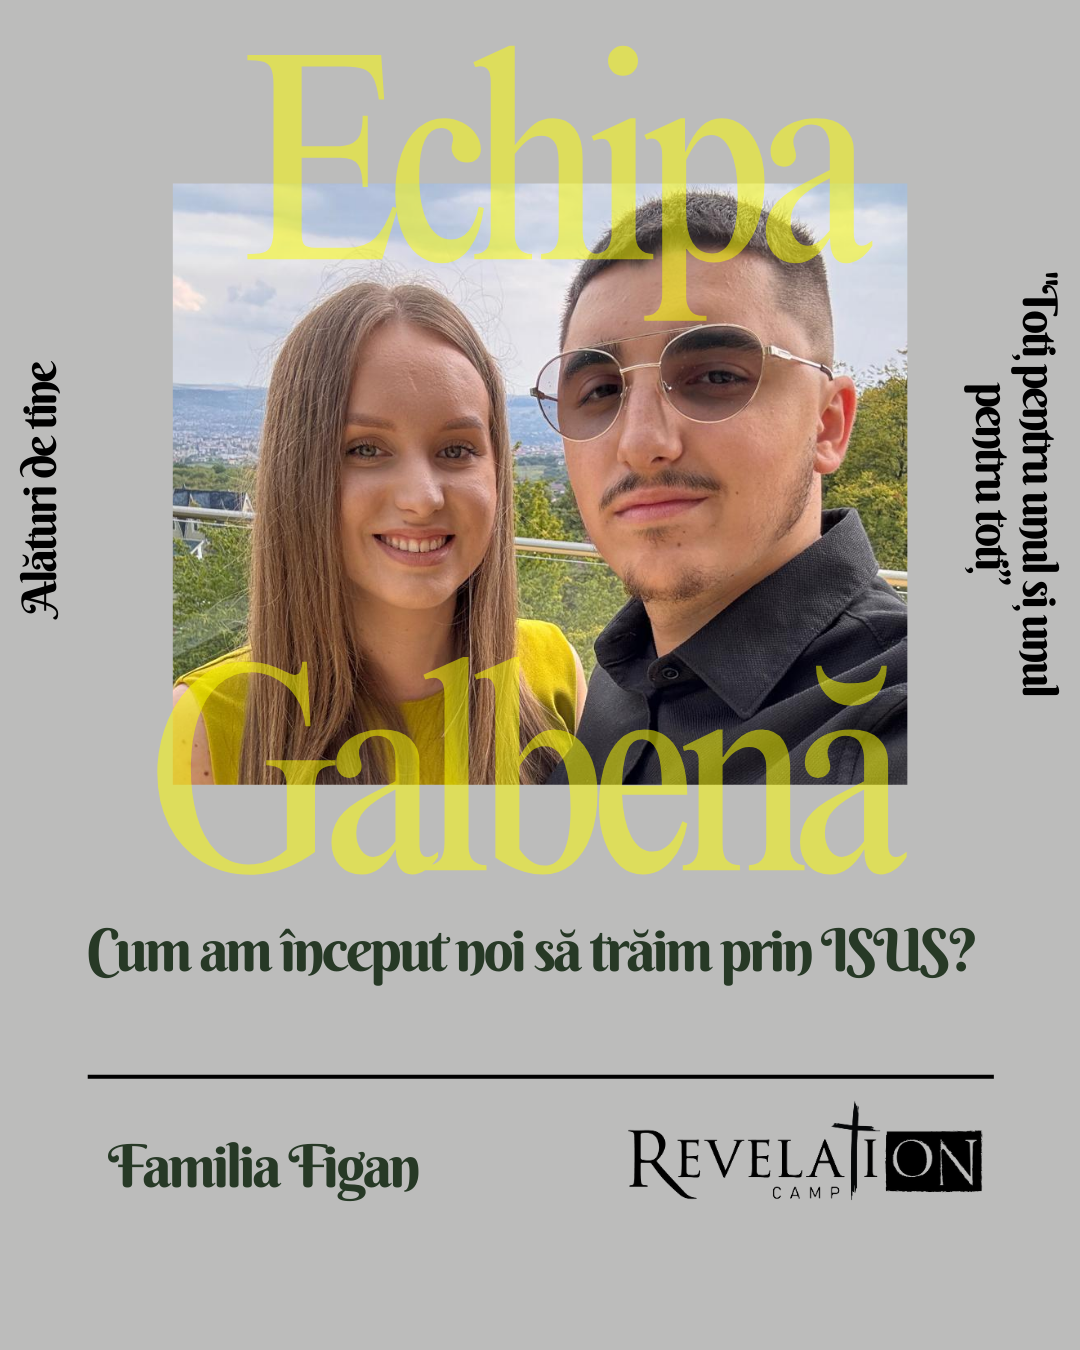 Echipa
Alături de tine
"Toți pentru unul și unul
pentru toți”
Galbenă
Cum am început noi să trăim prin ISUS?
Familia Figan
REVELATION
CAMP